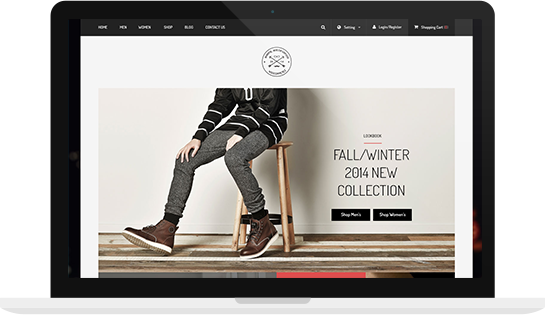 HOME MEN WOMEN SHOP BLOG CONTACT US Setting Login/Register Shopping Cart
LOOKBOOK
FALL/WINTER
2014 NEW
COLLECTION
Shop Men's Shop Women's